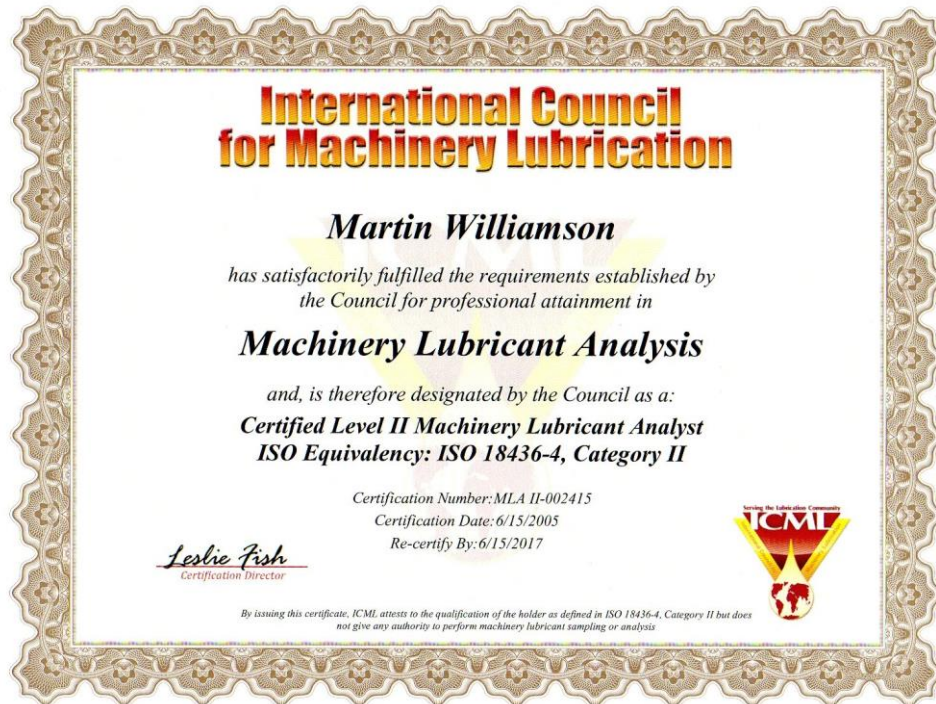 International Council
for Machinery Lubrication
Martin Williamson
has satisfactorily fulfilled the requirements established by
the Council for professional attainment in
Machinery Lubricant Analysis
and, is therefore designated by the Council as a:
Certified Level II Machinery Lubricant Analyst
ISO Equivalency: ISO 18436-4, Category II
Certification Number:MLA II-002415
Certification Date:6/15/2005
Re-certify By:6/15/2017
Leslie Fish
Certification Director
Serving the Lubrication Community
ICML
By issuing this certificate, ICML attests to the qualification of the holder as defined in ISO 18436-4, Category II but does
not give any authority to perform machinery lubricant sampling or analysis